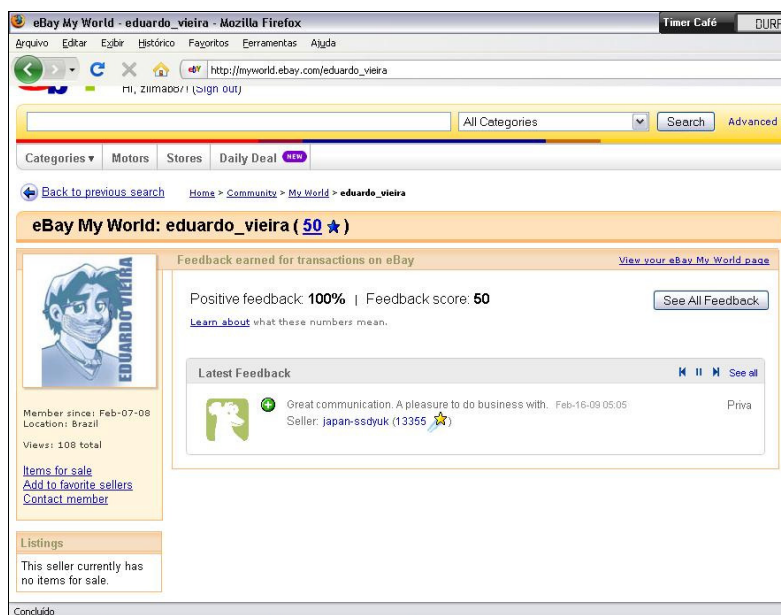 eBay My World - eduardo_vieira - Mozilla Firefox
Timer Café
Arquivo Editar Exibir Histórico Favoritos Ferramentas Ajuda
http://myworld.ebay.com/eduardo_vieira
(Sign out)
All Categories Search Advanced
Categories ▾ Motors Stores Daily Deal NEW
Back to previous search Home > Community > My World > eduardo_vieira
eBay My World: eduardo_vieira ( 50 ★ )
EDUARDO VIEIRA
Feedback earned for transactions on eBay View your eBay My World page
Positive feedback: 100% | Feedback score: 50 See All Feedback
Learn about what these numbers mean.
Latest Feedback See all
Great communication. A pleasure to do business with. Feb-16-09 05:05 Priva
Seller: japan-ssdyuk (13355 )
Member since: Feb-07-08
Location: Brazil
Views: 108 total
Items for sale
Add to favorite sellers
Contact member
Listings
This seller currently has
no items for sale.
Concluído